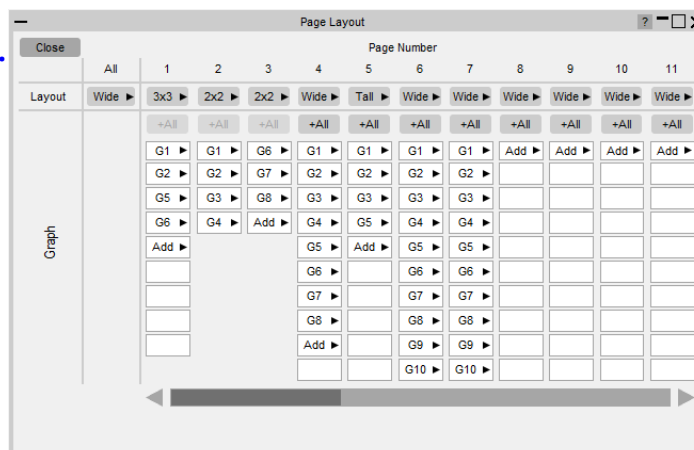 Page Layout ?
Close Page Number
All 1 2 3 4 5 6 7 8 9 10 11
Layout Wide 3x3 2x2 2x2 Wide Tall Wide Wide Wide Wide Wide Wide
+All +All +All +All +All +All +All +All +All +All +All
G1 G1 G6 G1 G1 G1 G1 Add Add Add Add
G2 G2 G7 G2 G2 G2 G2
G5 G3 G8 G3 G3 G3 G3
G6 G4 Add G4 G5 G4 G4
Graph
Add G5 Add G5 G5
G6 G6 G6
G7 G7 G7
G8 G8 G8
Add G9 G9
G10 G10